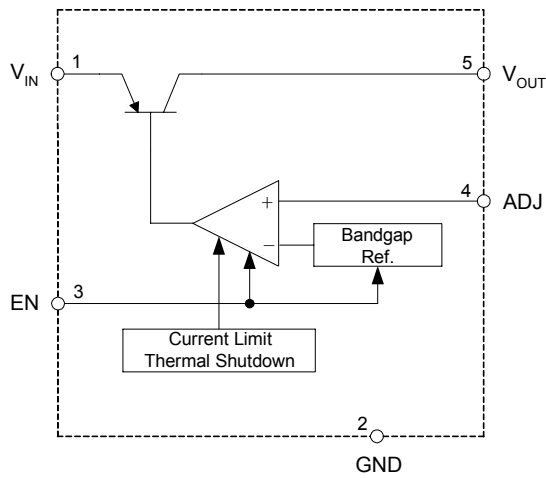 V_IN 1
5 V_OUT
4 ADJ
+
−
Bandgap
Ref.
EN 3
Current Limit
Thermal Shutdown
2
GND